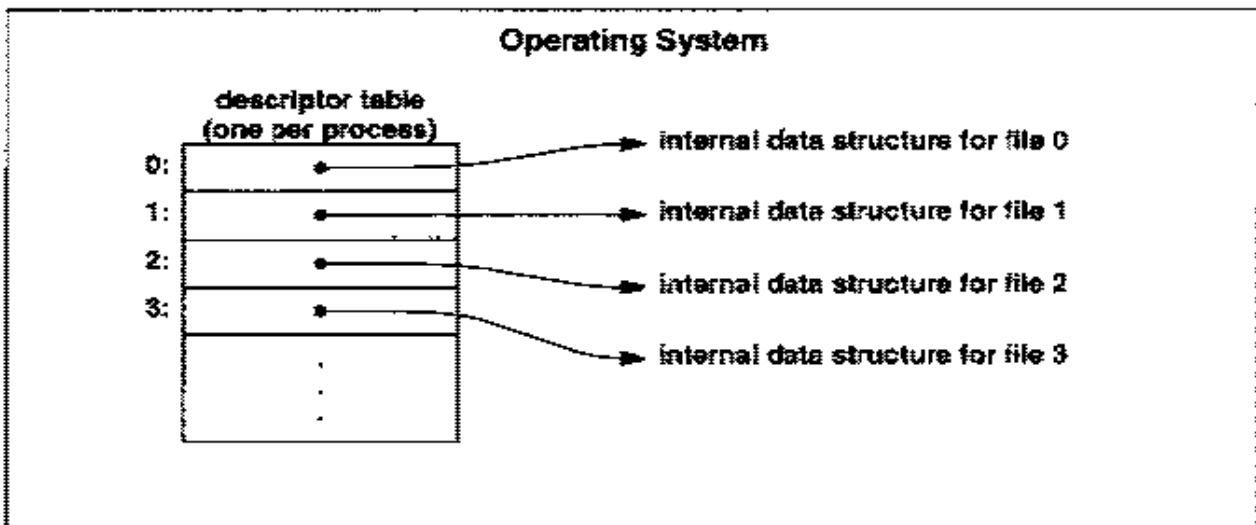 Operating System
descriptor table
(one per process)
0:
internal data structure for file 0
1:
internal data structure for file 1
2:
internal data structure for file 2
3:
internal data structure for file 3